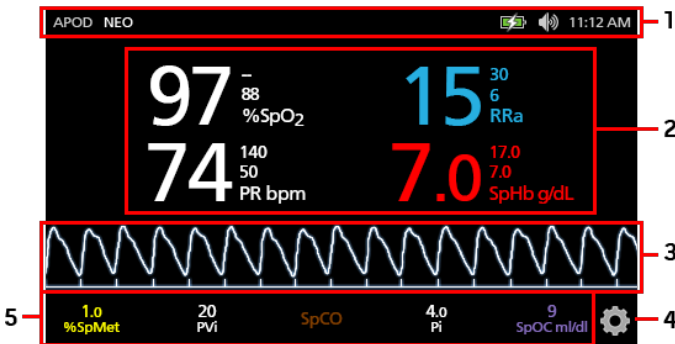 APOD NEO 11:12 AM
1
97
–
88
%SpO2
15
30
6
RRa
2
74
140
50
PR bpm
7.0
17.0
7.0
SpHb g/dL
3
5
1.0
%SpMet
20
PVi
SpCO
4.0
Pi
9
SpOC ml/dl
4